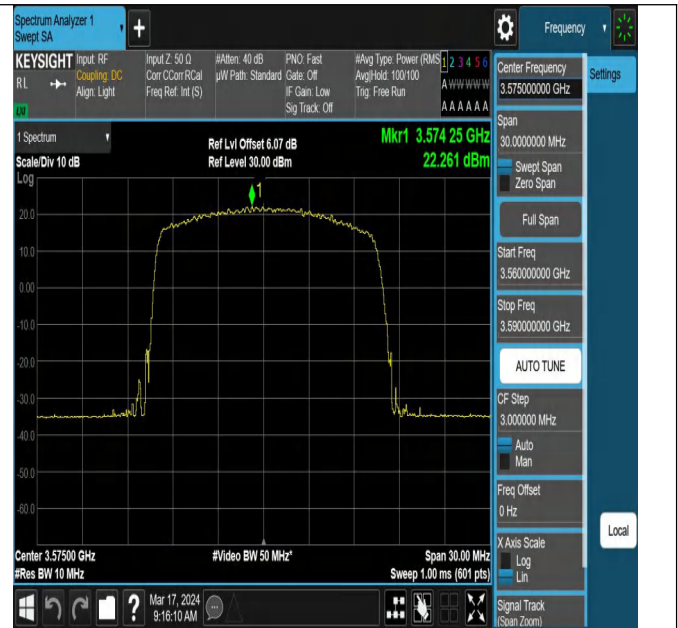 Spectrum Analyzer 1
Swept SA
+
Frequency
KEYSIGHT
RL
Input: RF
Coupling: DC
Align: Light
Input Z: 50 Ω
Corr CCorr RCal
Freq Ref: Int (S)
#Atten: 40 dB
µW Path: Standard
PNO: Fast
Gate: Off
IF Gain: Low
Sig Track: Off
#Avg Type: Power (RMS
Avg|Hold: 100/100
Trig: Free Run
1 2 3 4 5 6
A W W W W W
A A A A A A
1 Spectrum
Scale/Div 10 dB
Log
Ref Lvl Offset 6.07 dB
Ref Level 30.00 dBm
Mkr1 3.574 25 GHz
22.261 dBm
1
20.0
10.0
0.00
-10.0
-20.0
-30.0
-40.0
-50.0
-60.0
Center 3.57500 GHz
#Res BW 10 MHz
#Video BW 50 MHz*
Span 30.00 MHz
Sweep 1.00 ms (601 pts)
Center Frequency
3.575000000 GHz
Settings
Span
30.0000000 MHz
Swept Span
Zero Span
Full Span
Start Freq
3.560000000 GHz
Stop Freq
3.590000000 GHz
AUTO TUNE
CF Step
3.000000 MHz
Auto
Man
Freq Offset
0 Hz
X Axis Scale
Log
Lin
Local
Signal Track
(Span Zoom)
?
Mar 17, 2024
9:16:10 AM